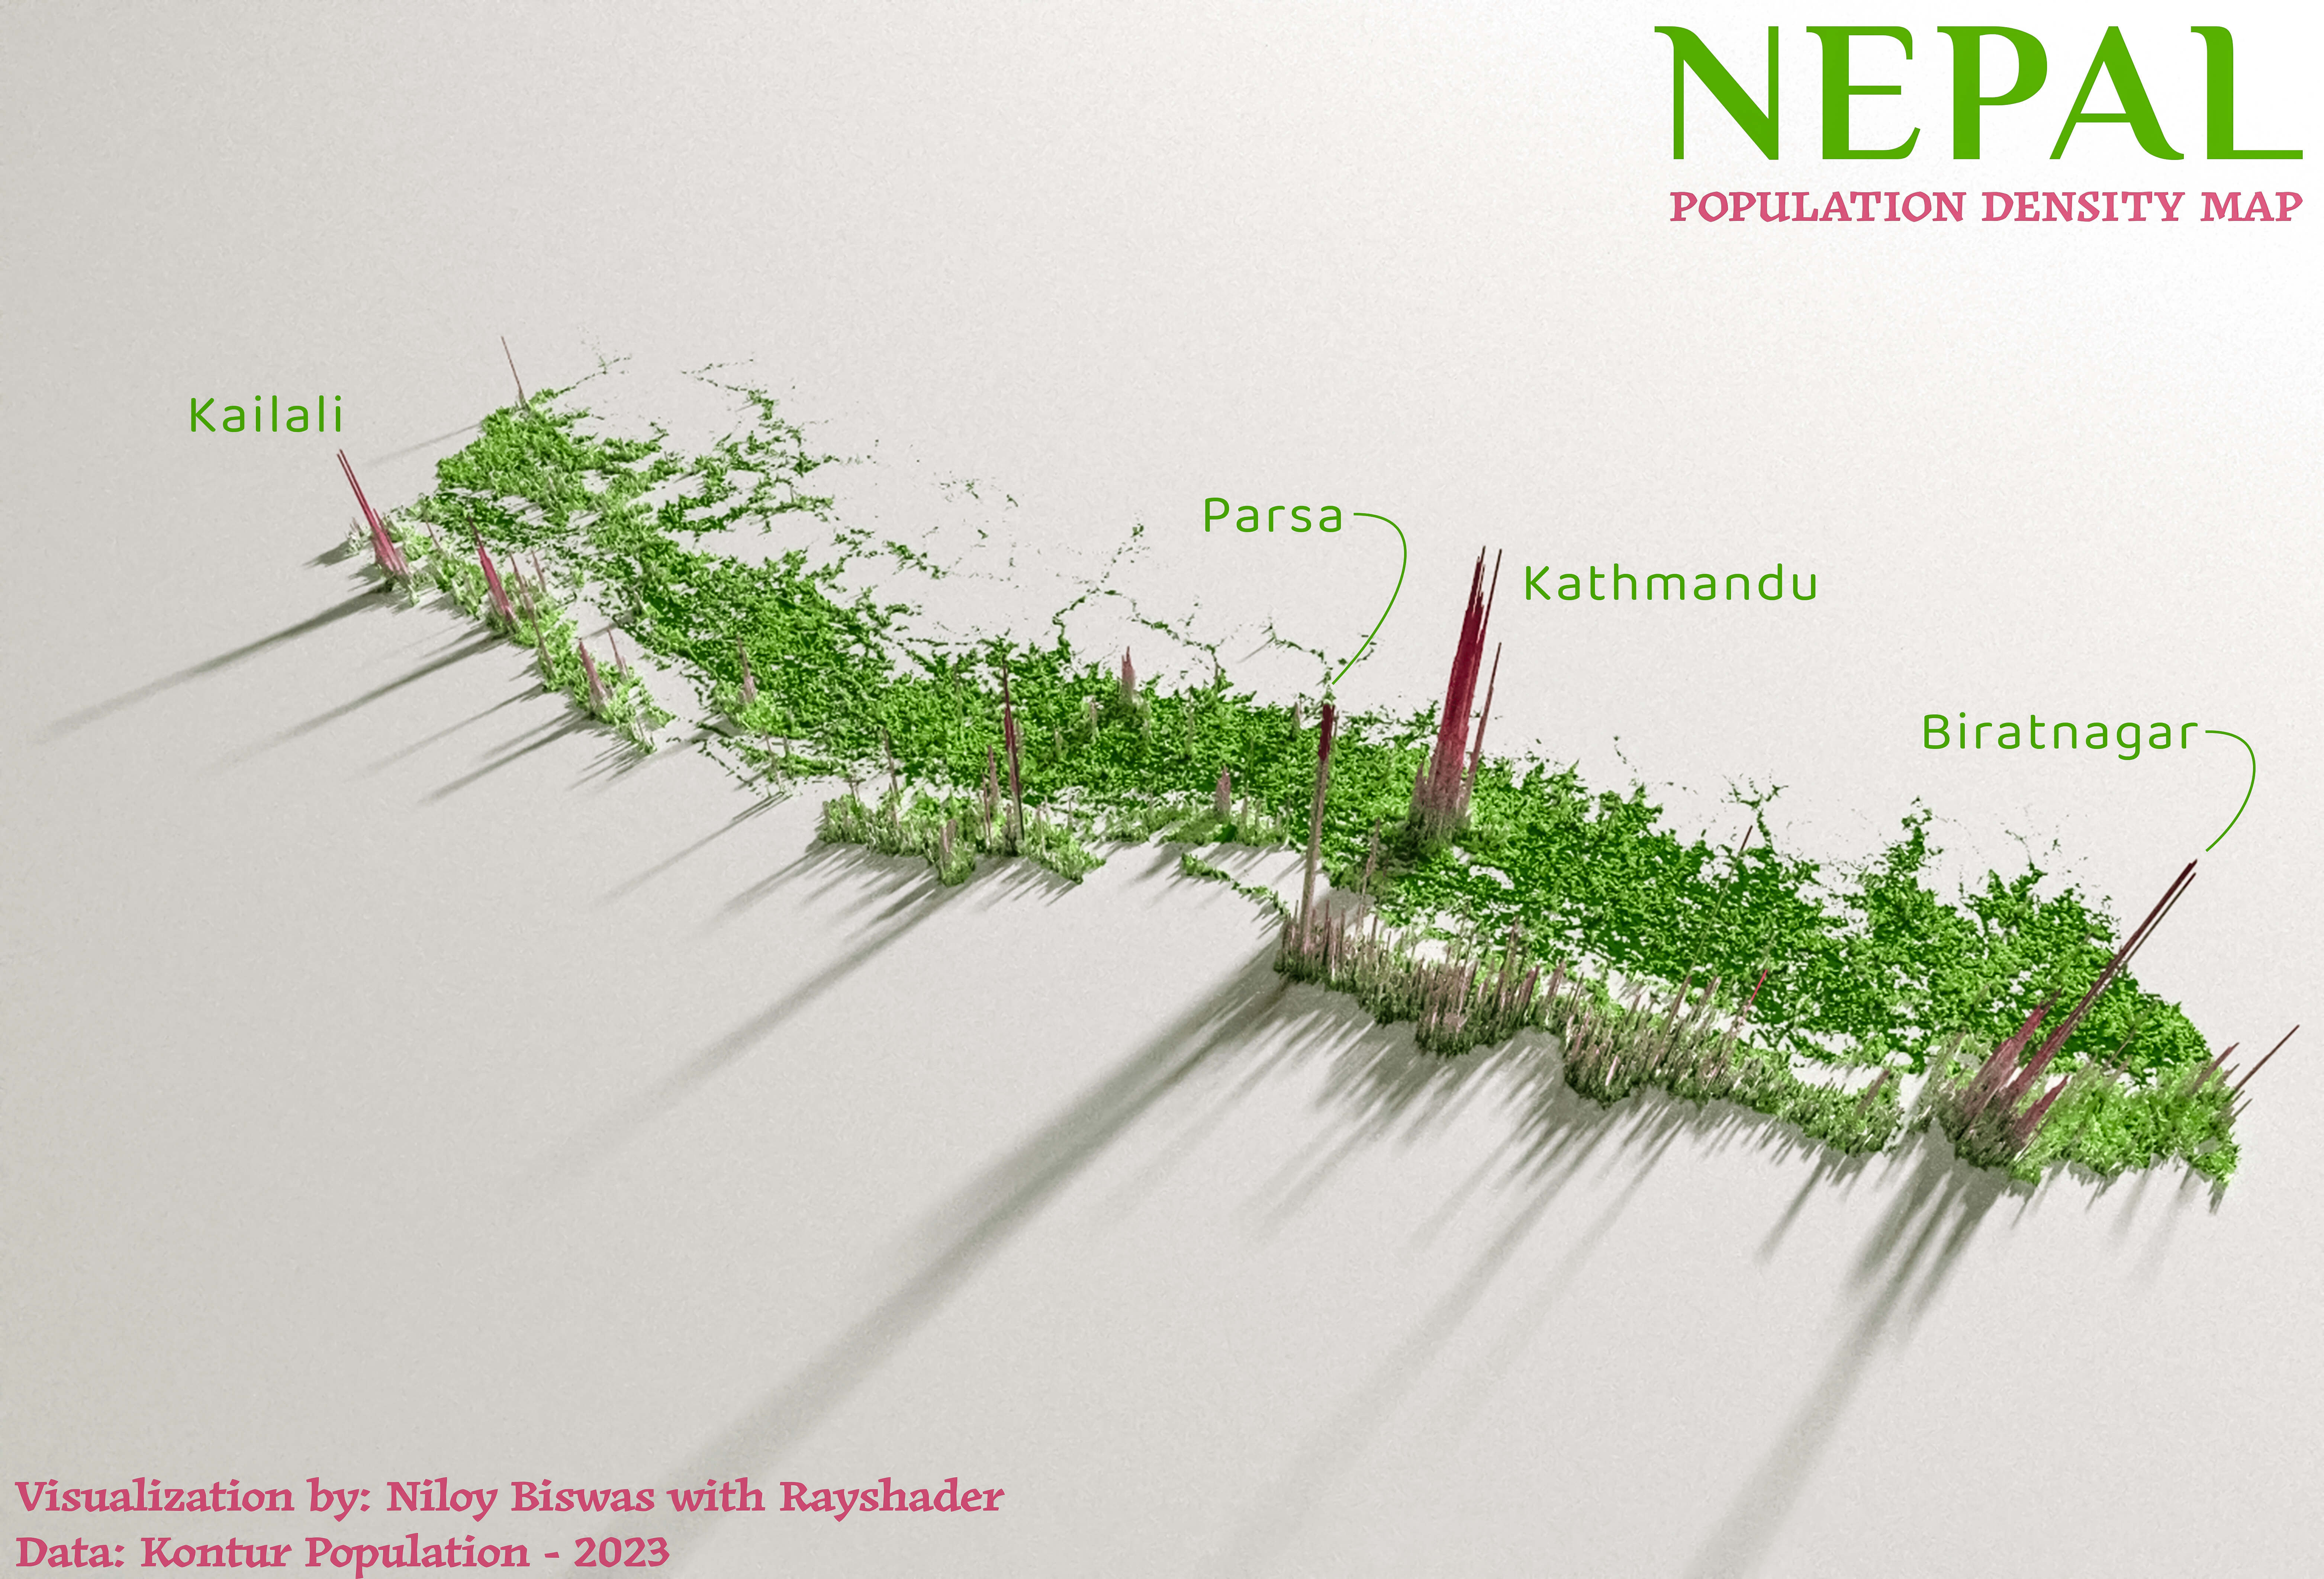 NEPAL
POPULATION DENSITY MAP
Kailali
Parsa
Kathmandu
Biratnagar
Visualization by: Niloy Biswas with Rayshader
Data: Kontur Population - 2023